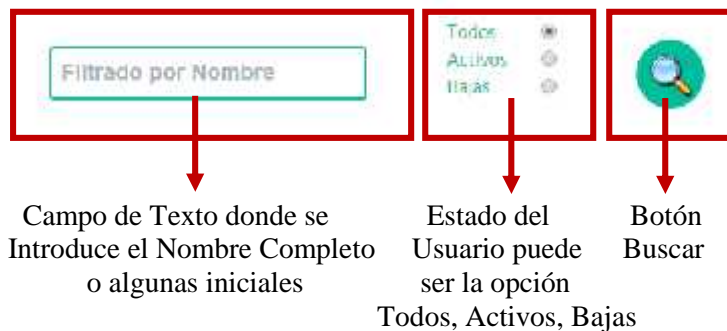 Filtrado por Nombre
Todos
Activos
Bajas
Campo de Texto donde se
Introduce el Nombre Completo
o algunas iniciales
Estado del
Usuario puede
ser la opción
Todos, Activos, Bajas
Botón
Buscar